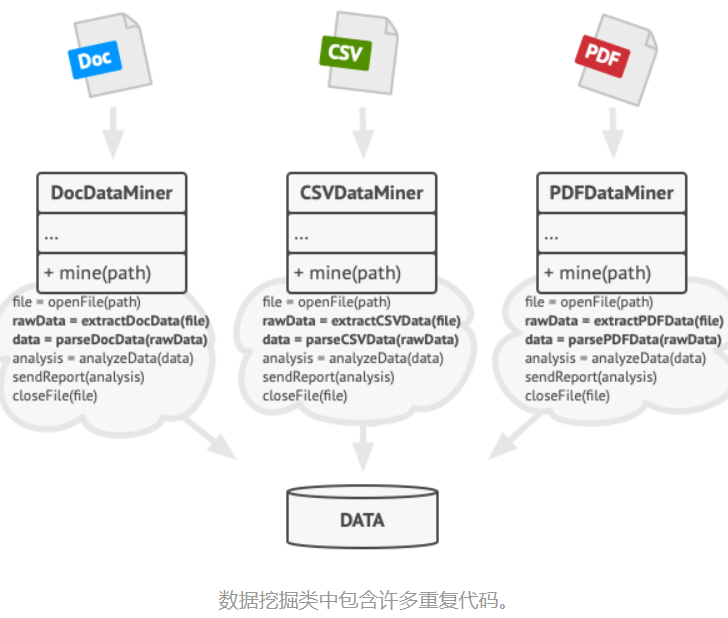 Doc
CSV
PDF
DocDataMiner
...
+ mine(path)
file = openFile(path)
rawData = extractDocData(file)
data = parseDocData(rawData)
analysis = analyzeData(data)
sendReport(analysis)
closeFile(file)
CSVDataMiner
...
+ mine(path)
file = openFile(path)
rawData = extractCSVData(file)
data = parseCSVData(rawData)
analysis = analyzeData(data)
sendReport(analysis)
closeFile(file)
PDFDataMiner
...
+ mine(path)
file = openFile(path)
rawData = extractPDFData(file)
data = parsePDFData(rawData)
analysis = analyzeData(data)
sendReport(analysis)
closeFile(file)
DATA
数据挖掘类中包含许多重复代码。